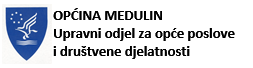 OPĆINA MEDULIN
Upravni odjel za opće poslove
i društvene djelatnosti